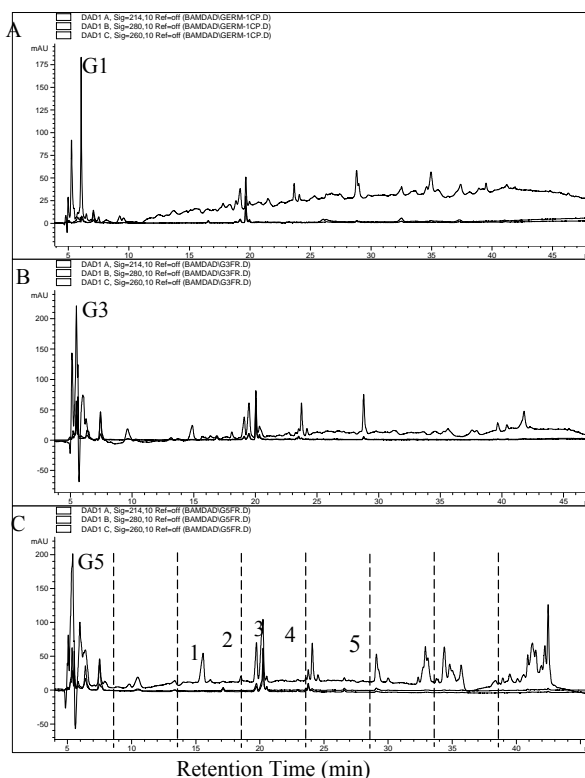 A
DAD1 A, Sig=214,10 Ref=off (BAMDAD\GERM-1CP.D)
DAD1 B, Sig=280,10 Ref=off (BAMDAD\GERM-1CP.D)
DAD1 C, Sig=260,10 Ref=off (BAMDAD\GERM-1CP.D)
mAU
G1
175
150
125
100
75
50
25
0
5 10 15 20 25 30 35 40 45
B
DAD1 A, Sig=214,10 Ref=off (BAMDAD\G3FR.D)
DAD1 B, Sig=280,10 Ref=off (BAMDAD\G3FR.D)
DAD1 C, Sig=260,10 Ref=off (BAMDAD\G3FR.D)
mAU
G3
200
150
100
50
0
-50
5 10 15 20 25 30 35 40 45
C
DAD1 A, Sig=214,10 Ref=off (BAMDAD\G5FR.D)
DAD1 B, Sig=280,10 Ref=off (BAMDAD\G5FR.D)
DAD1 C, Sig=260,10 Ref=off (BAMDAD\G5FR.D)
mAU
G5
200
150
100
50
0
-50
1 2 3 4 5
5 10 15 20 25 30 35 40
Retention Time (min)